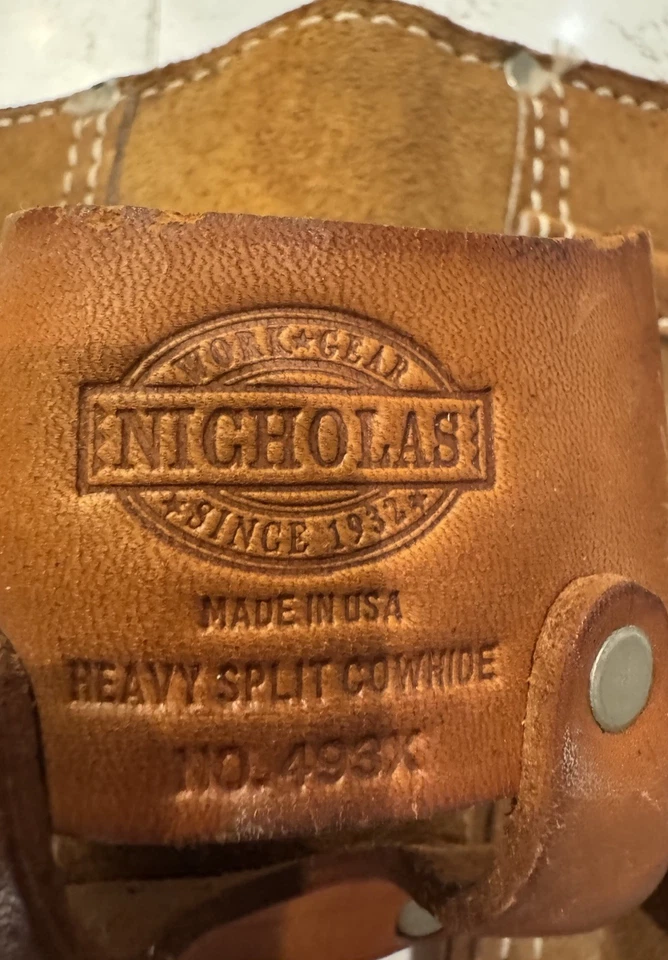 WORK★GEAR
NICHOLAS
★SINCE 1932★
MADE IN USA
HEAVY SPLIT COWHIDE
NO. 493X